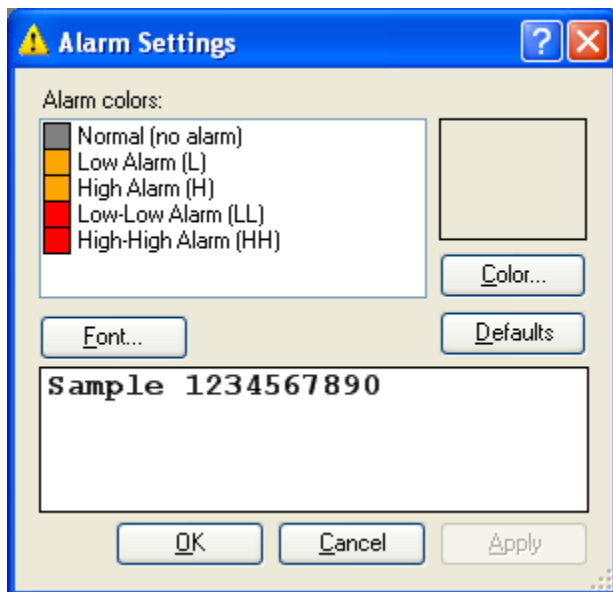 Alarm Settings
Alarm colors:
Normal (no alarm)
Low Alarm (L)
High Alarm (H)
Low-Low Alarm (LL)
High-High Alarm (HH)
Color...
Font...
Defaults
Sample 1234567890
OK
Cancel
Apply